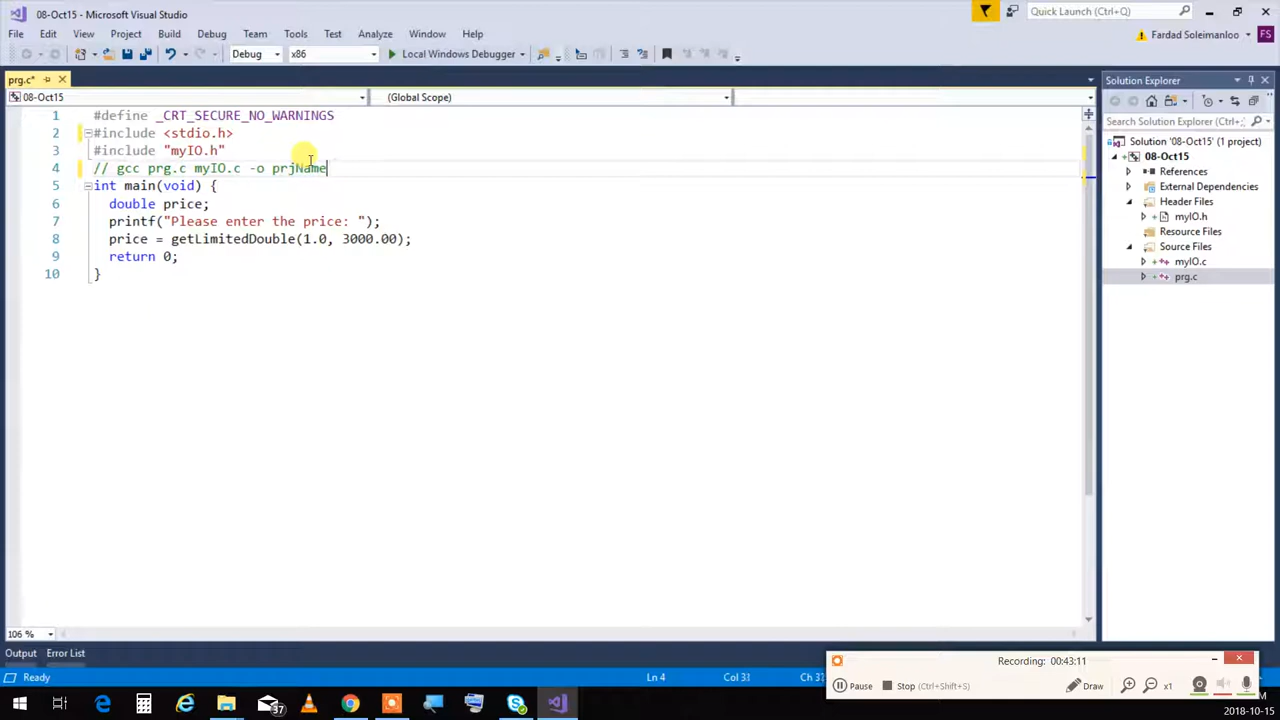 08-Oct15 - Microsoft Visual Studio
Quick Launch (Ctrl+Q)
File Edit View Project Build Debug Team Tools Test Analyze Window Help
Fardad Soleimanloo FS
Debug x86 Local Windows Debugger
prg.c*
Solution Explorer
08-Oct15 (Global Scope)
1 #define _CRT_SECURE_NO_WARNINGS
2 #include <stdio.h>
3 #include "myIO.h"
4 // gcc prg.c myIO.c -o prjName
5 int main(void) {
6 double price;
7 printf("Please enter the price: ");
8 price = getLimitedDouble(1.0, 3000.00);
9 return 0;
10 }
Search Solution Explorer (Ctrl+;)
Solution '08-Oct15' (1 project)
08-Oct15
References
External Dependencies
Header Files
myIO.h
Resource Files
Source Files
myIO.c
prg.c
106 %
Output Error List
Ready Ln 4
Recording: 00:43:11
Pause Stop (Ctrl+Shift+S) Draw x1
37
2018-10-15